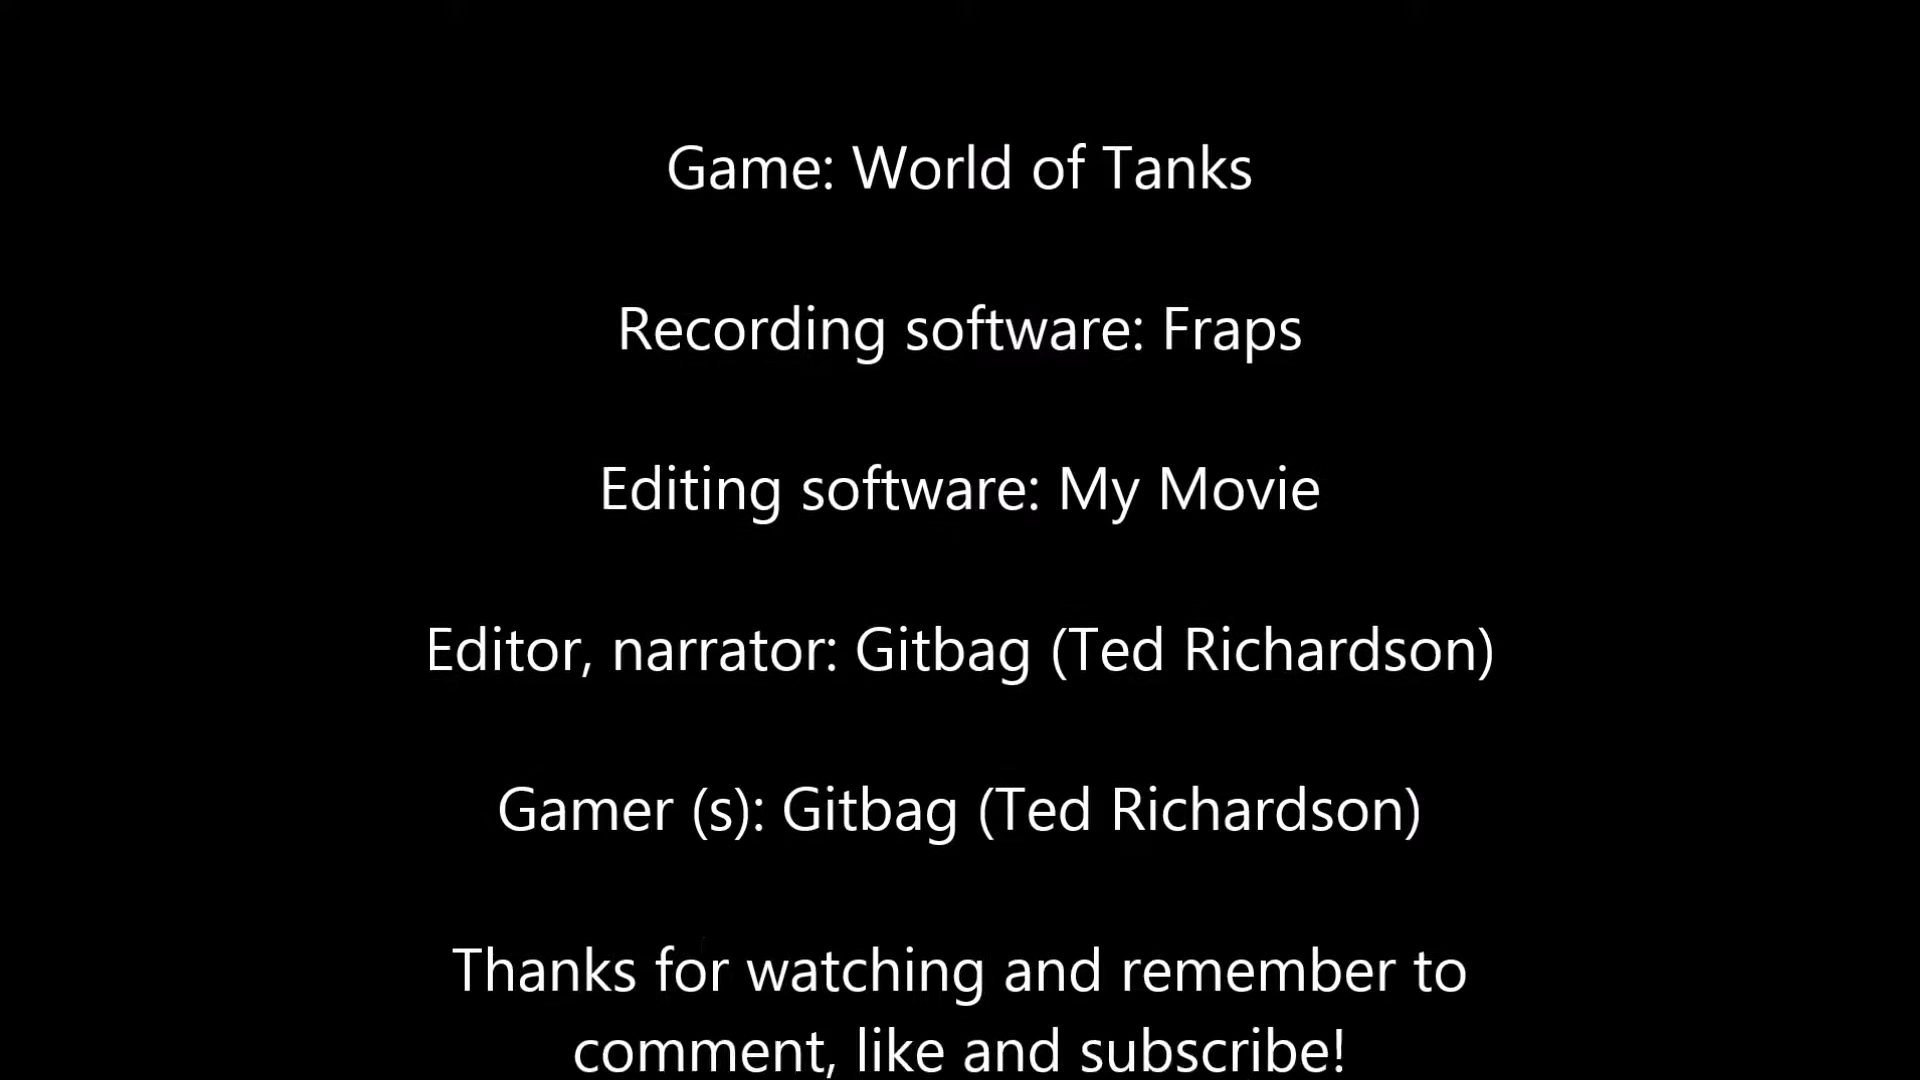 Game: World of Tanks
Recording software: Fraps
Editing software: My Movie
Editor, narrator: Gitbag (Ted Richardson)
Gamer (s): Gitbag (Ted Richardson)
Thanks for watching and remember to
comment, like and subscribe!